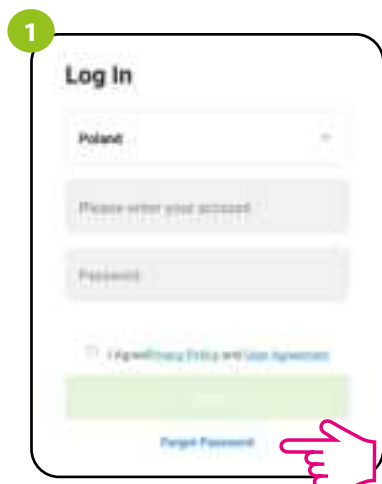 1
Log In
Poland
Please enter your account
Password
I Agree Privacy Policy and User Agreement
Forgot Password